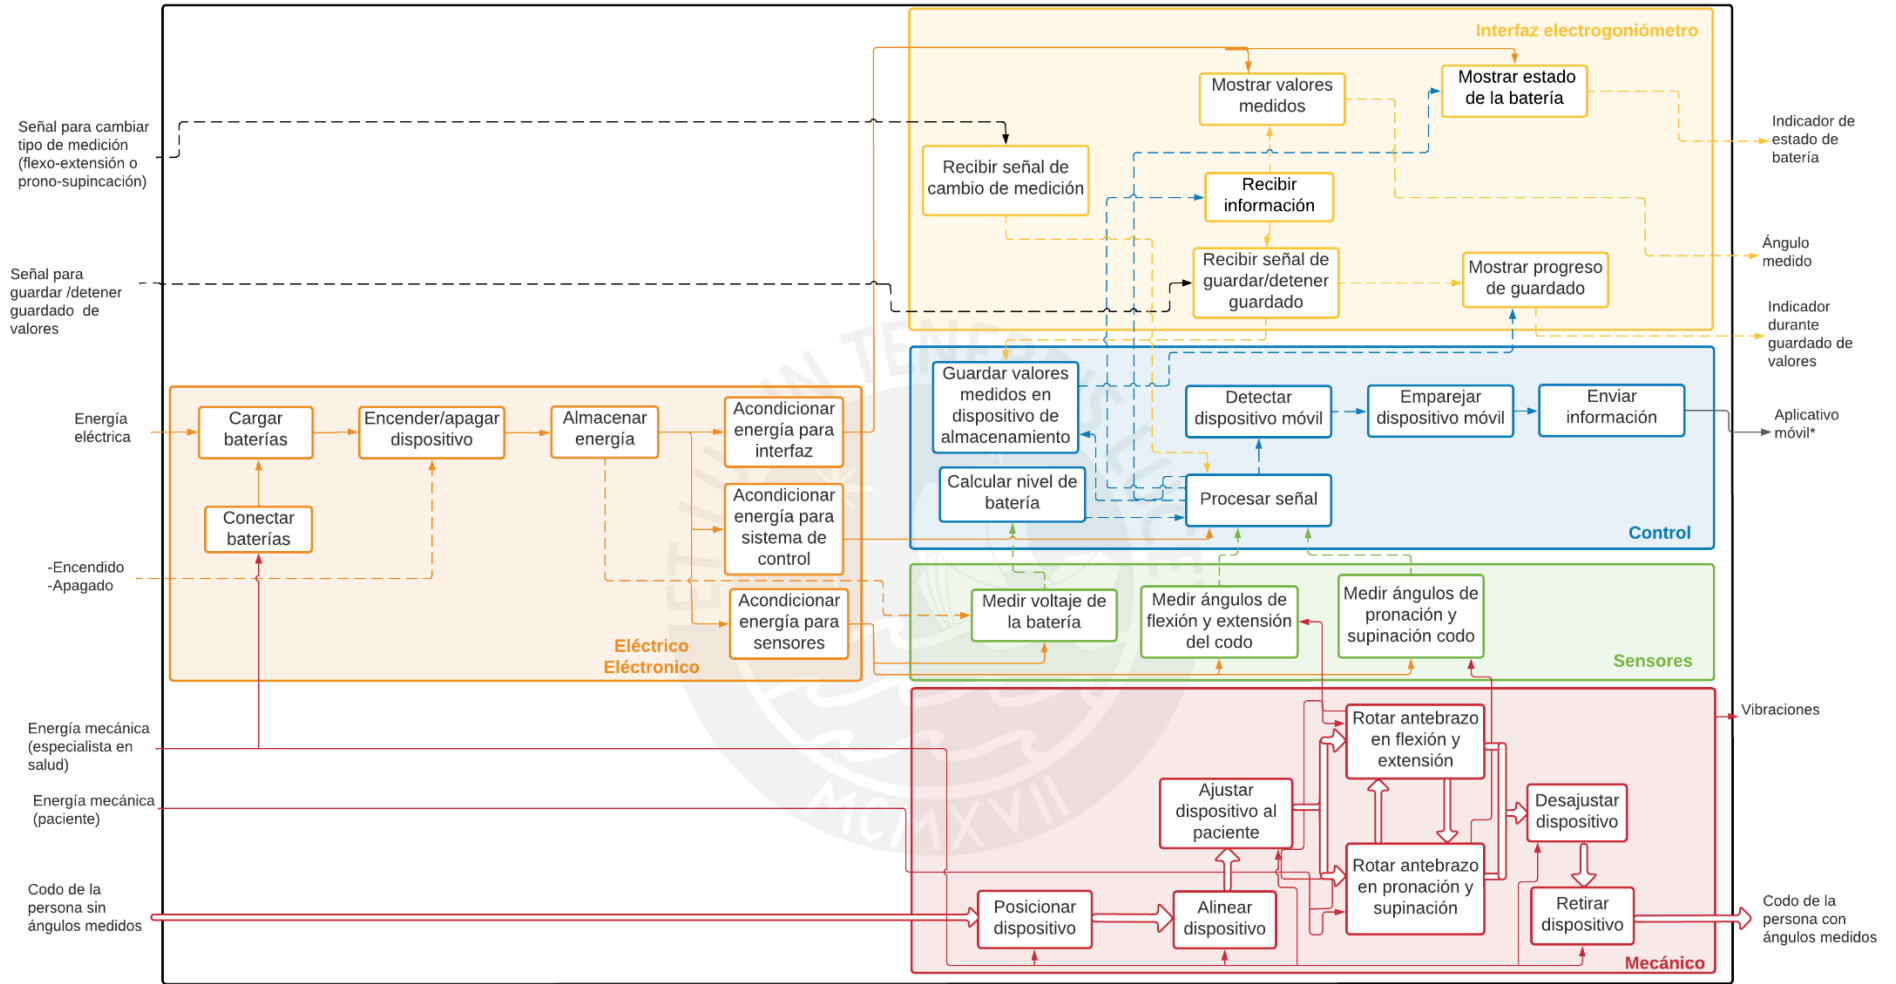 Interfaz electrogoniómetro
Mostrar valores
medidos
Mostrar estado
de la batería
Señal para cambiar
tipo de medición
(flexo-extensión o
prono-supincación)
Recibir señal de
cambio de medición
Recibir
información
Indicador de
estado de
batería
Señal para
guardar /detener
guardado de
valores
Recibir señal de
guardar/detener
guardado
Mostrar progreso
de guardado
Ángulo
medido
Indicador
durante
guardado de
valores
Energía
eléctrica
Cargar
baterías
Encender/apagar
dispositivo
Almacenar
energía
Acondicionar
energía para
interfaz
Conectar
baterías
Acondicionar
energía para
sistema de
control
Acondicionar
energía para
sensores
-Encendido
-Apagado
Eléctrico
Eléctronico
Guardar valores
medidos en
dispositivo de
almacenamiento
Detectar
dispositivo móvil
Emparejar
dispositivo móvil
Enviar
información
Aplicativo
móvil*
Calcular nivel de
batería
Procesar señal
Control
Medir voltaje de
la batería
Medir ángulos de
flexión y extensión
del codo
Medir ángulos de
pronación y
supinación codo
Sensores
Energía mecánica
(especialista en
salud)
Energía mecánica
(paciente)
Codo de la
persona sin
ángulos medidos
Posicionar
dispositivo
Alinear
dispositivo
Ajustar
dispositivo al
paciente
Rotar antebrazo
en flexión y
extensión
Rotar antebrazo
en pronación y
supinación
Desajustar
dispositivo
Retirar
dispositivo
Mecánico
Vibraciones
Codo de la
persona con
ángulos medidos
ET LUX IN TENEBRIS LUCET
MCMXVII